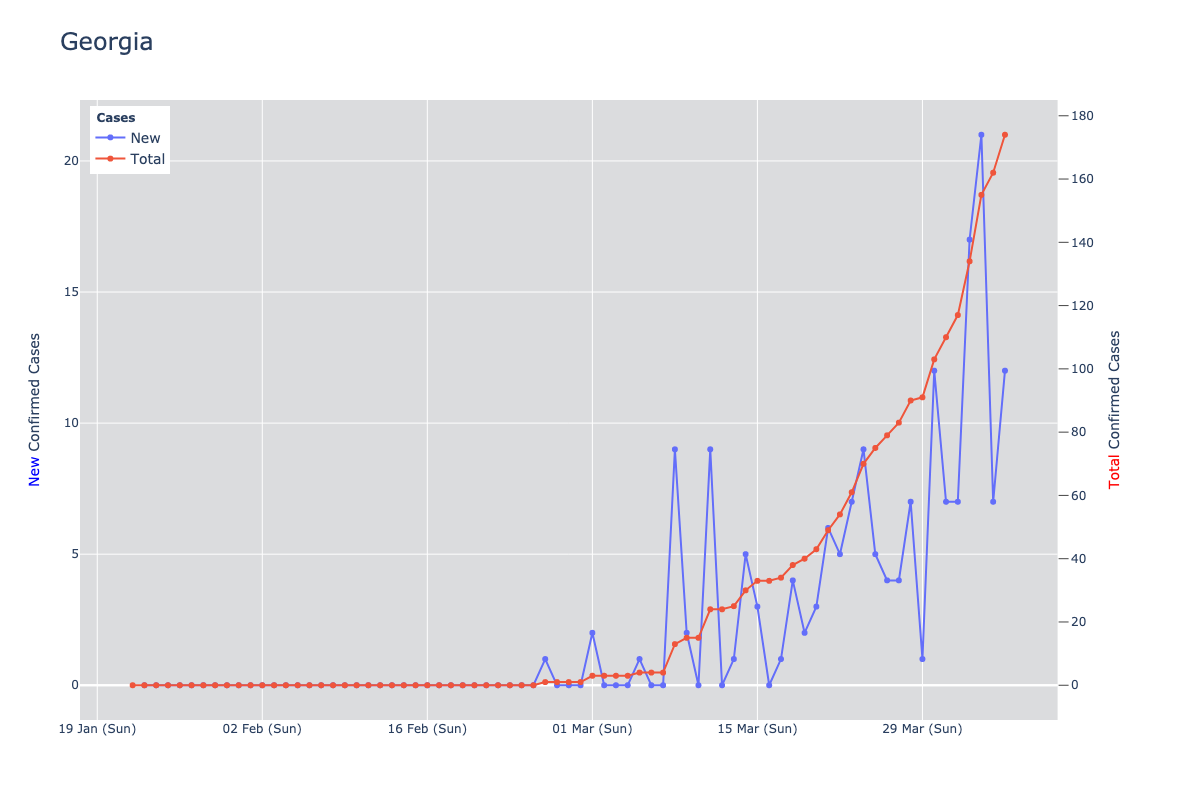 Georgia
Cases
New
Total
20
15
10
5
0
180
160
140
120
100
80
60
40
20
0
New Confirmed Cases
Total Confirmed Cases
19 Jan (Sun)
02 Feb (Sun)
16 Feb (Sun)
01 Mar (Sun)
15 Mar (Sun)
29 Mar (Sun)